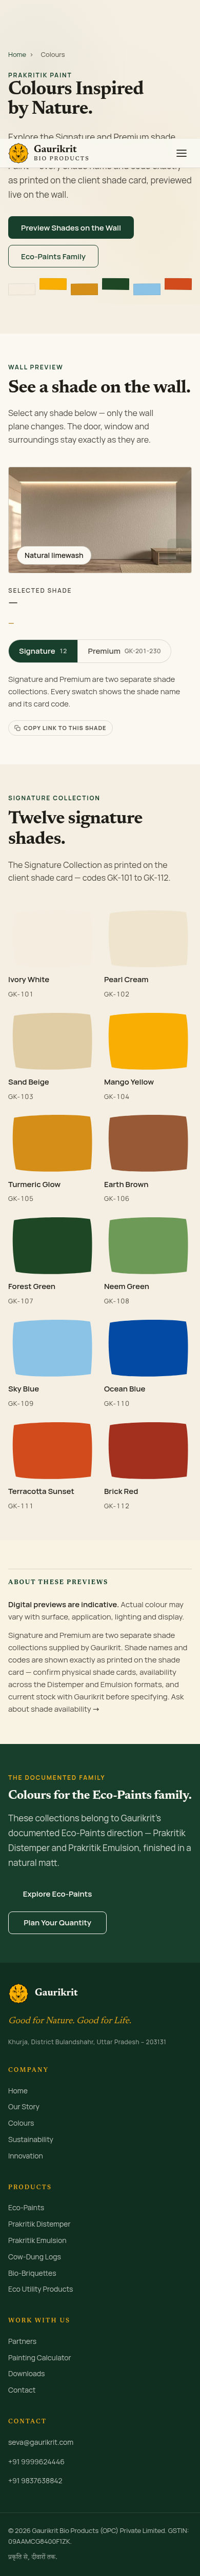 Home › Colours
PRAKRITIK PAINT
Colours Inspired
by Nature.
Explore the Signature and Premium shade
Gaurikrit
BIO PRODUCTS
as printed on the client shade card, previewed
live on the wall.
Preview Shades on the Wall
Eco-Paints Family
WALL PREVIEW
See a shade on the wall.
Select any shade below — only the wall
plane changes. The door, window and
surroundings stay exactly as they are.
Natural limewash
SELECTED SHADE
—
—
Signature 12 Premium GK-201-230
Signature and Premium are two separate shade
collections. Every swatch shows the shade name
and its card code.
COPY LINK TO THIS SHADE
SIGNATURE COLLECTION
Twelve signature
shades.
The Signature Collection as printed on the
client shade card — codes GK-101 to GK-112.
Ivory White Pearl Cream
GK-101 GK-102
Sand Beige Mango Yellow
GK-103 GK-104
Turmeric Glow Earth Brown
GK-105 GK-106
Forest Green Neem Green
GK-107 GK-108
Sky Blue Ocean Blue
GK-109 GK-110
Terracotta Sunset Brick Red
GK-111 GK-112
ABOUT THESE PREVIEWS
Digital previews are indicative. Actual colour may
vary with surface, application, lighting and display.
Signature and Premium are two separate shade
collections supplied by Gaurikrit. Shade names and
codes are shown exactly as printed on the shade
card — confirm physical shade cards, availability
across the Distemper and Emulsion formats, and
current stock with Gaurikrit before specifying. Ask
about shade availability →
THE DOCUMENTED FAMILY
Colours for the Eco-Paints family.
These collections belong to Gaurikrit's
documented Eco-Paints direction — Prakritik
Distemper and Prakritik Emulsion, finished in a
natural matt.
Explore Eco-Paints
Plan Your Quantity
Gaurikrit
Good for Nature. Good for Life.
Khurja, District Bulandshahr, Uttar Pradesh – 203131
COMPANY
Home
Our Story
Colours
Sustainability
Innovation
PRODUCTS
Eco-Paints
Prakritik Distemper
Prakritik Emulsion
Cow-Dung Logs
Bio-Briquettes
Eco Utility Products
WORK WITH US
Partners
Painting Calculator
Downloads
Contact
CONTACT
seva@gaurikrit.com
+91 9999624446
+91 9837638842
© 2026 Gaurikrit Bio Products (OPC) Private Limited. GSTIN:
09AAMCG8400F1ZK.
प्रकृति से, दीवारों तक.